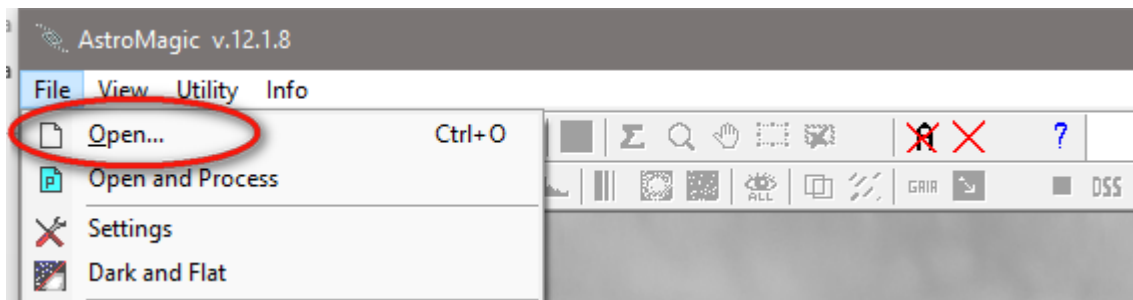 AstroMagic v.12.1.8
File View Utility Info
Open... Ctrl+O
Σ ?
Open and Process
ALL GAIA DSS
Settings
Dark and Flat